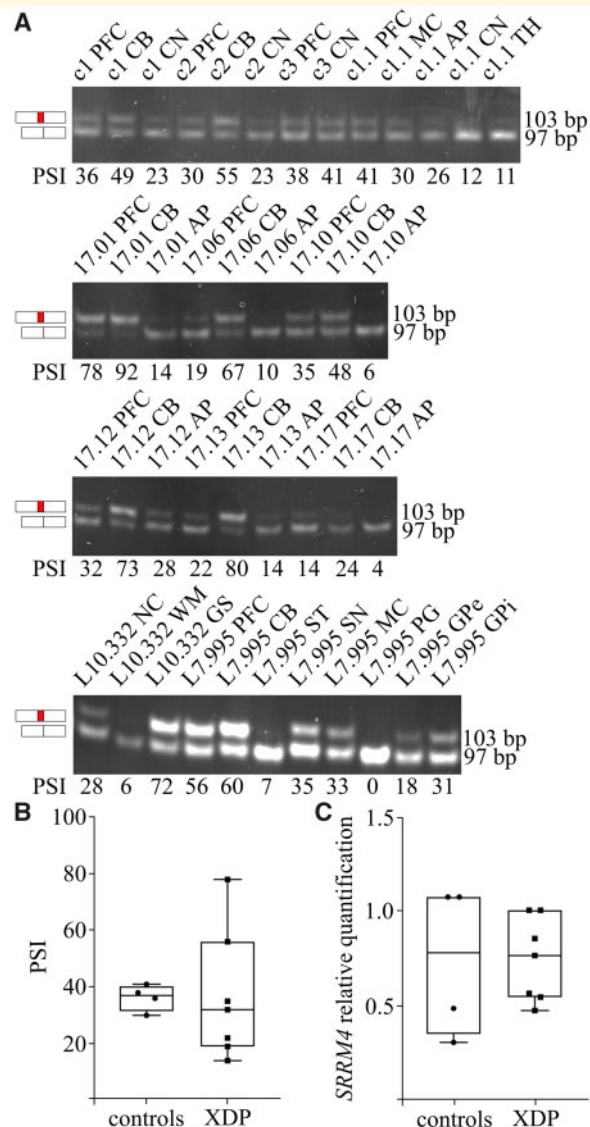 A
c1 PFC c1 CB c1 CN c2 PFC c2 CB c2 CN c3 PFC c3 CN c1.1 PFC c1.1 MC c1.1 AP c1.1 CN c1.1 TH
103 bp
97 bp
PSI 36 49 23 30 55 23 38 41 41 30 26 12 11
17.01 PFC 17.01 CB 17.01 AP 17.06 PFC 17.06 CB 17.06 AP 17.10 PFC 17.10 CB 17.10 AP
103 bp
97 bp
PSI 78 92 14 19 67 10 35 48 6
17.12 PFC 17.12 CB 17.12 AP 17.13 PFC 17.13 CB 17.13 AP 17.17 PFC 17.17 CB 17.17 AP
103 bp
97 bp
PSI 32 73 28 22 80 14 14 24 4
L10.332 NC L10.332 WM L10.332 GS L7.995 PFC L7.995 CB L7.995 ST L7.995 SN L7.995 MC L7.995 PG L7.995 GPe L7.995 GPi
103 bp
97 bp
PSI 28 6 72 56 60 7 35 33 0 18 31
B
PSI
100
80
60
40
20
controls XDP
C
SRRM4 relative quantification
1.5
1.0
0.5
controls XDP